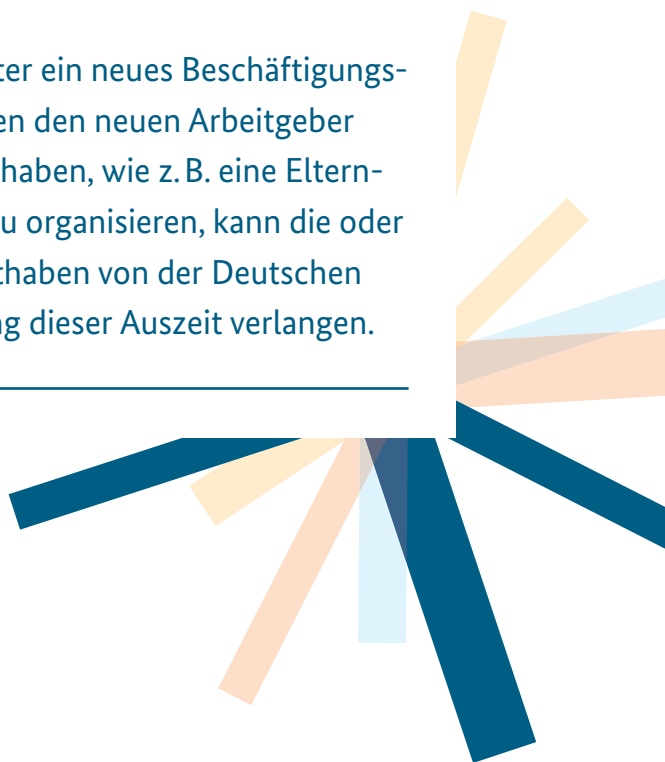 ter ein neues Beschäftigungs-
en den neuen Arbeitgeber
haben, wie z. B. eine Eltern-
u organisieren, kann die oder
thaben von der Deutschen
ng dieser Auszeit verlangen.